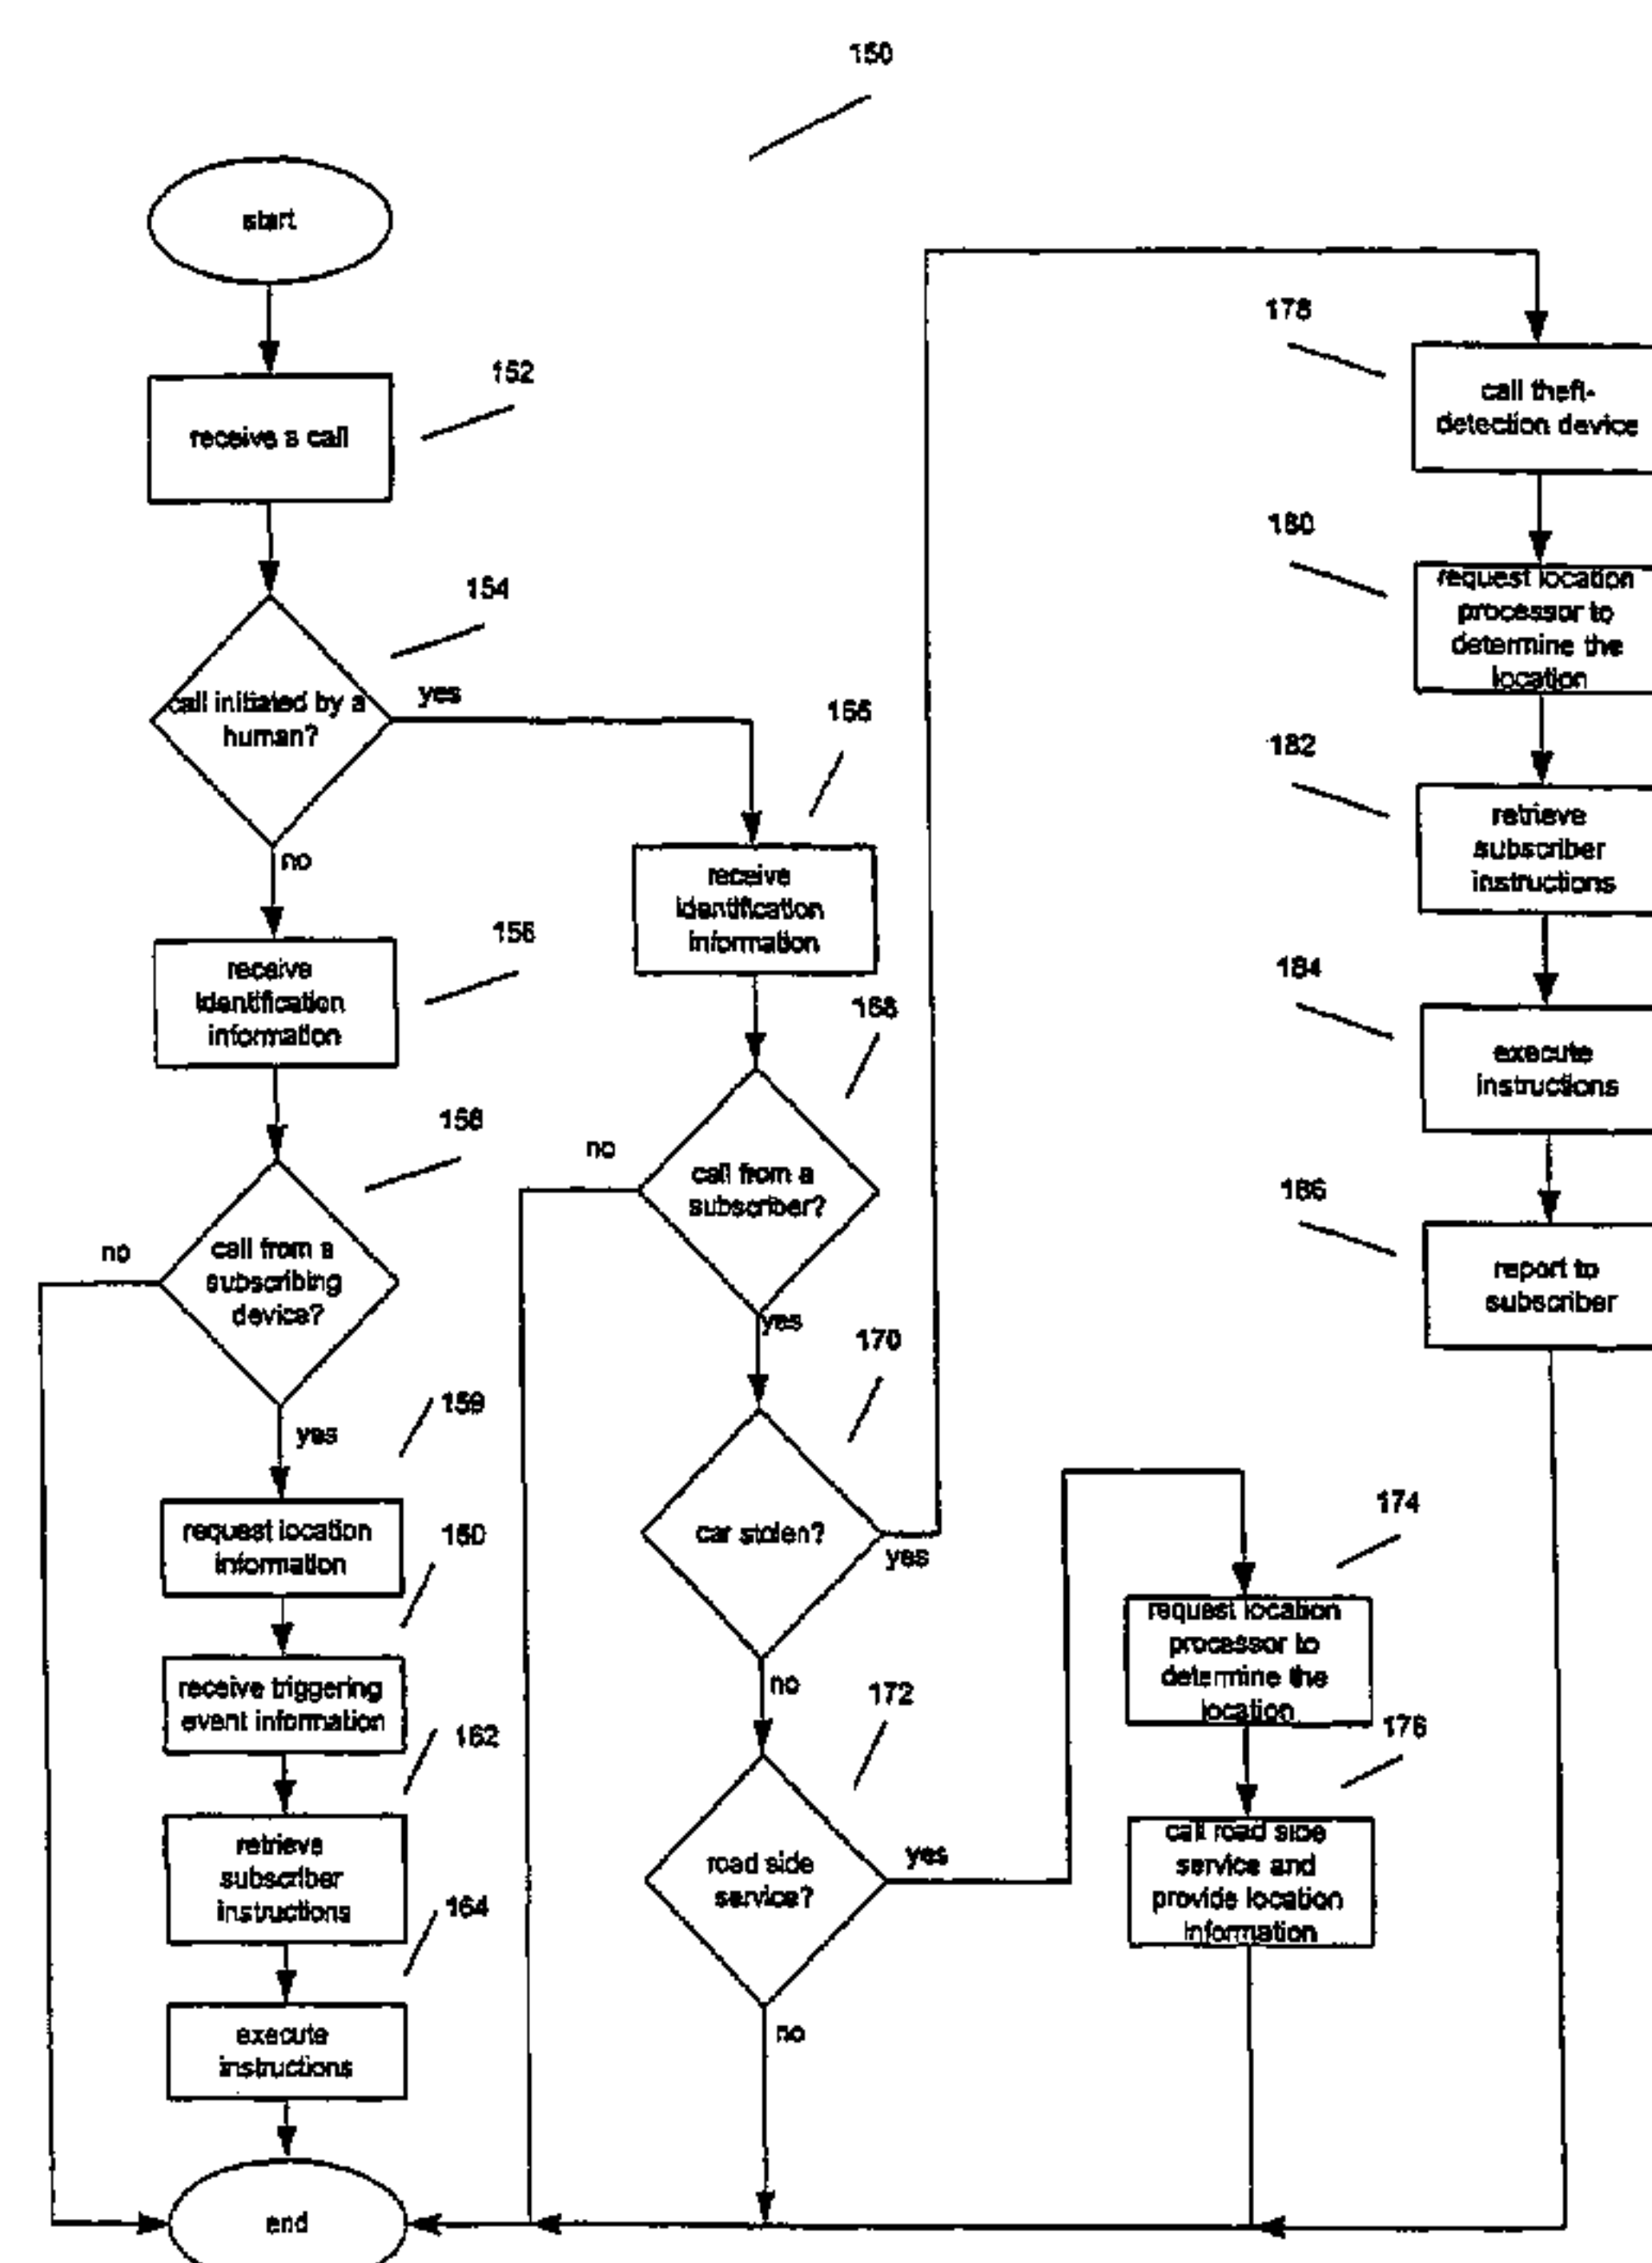 150
start
152
receive a call
154
call initiated by a
human?
yes
no
156
receive
identification
information
158
call from a
subscribing
device?
no
yes
159
request location
information
160
receive triggering
event information
162
retrieve
subscriber
instructions
164
execute
instructions
end
166
receive
identification
information
168
call from a
subscriber?
no
yes
170
car stolen?
yes
no
172
road side
service?
yes
no
174
request location
processor to
determine the
location
176
call road side
service and
provide location
information
178
call theft-
detection device
180
request location
processor to
determine the
location
182
retrieve
subscriber
instructions
184
execute
instructions
186
report to
subscriber